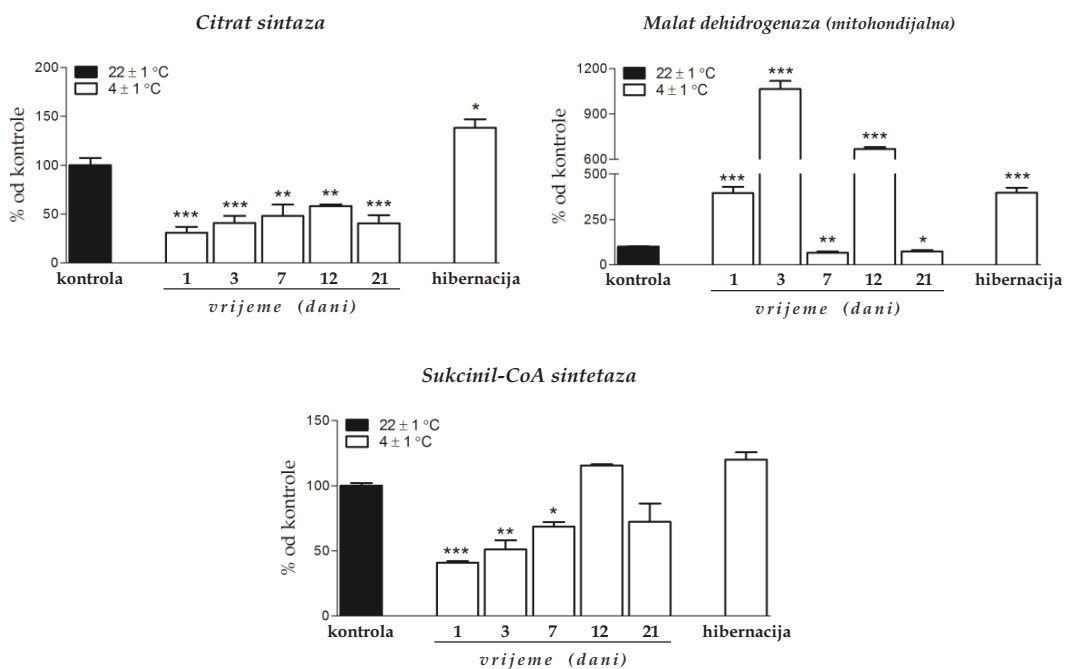 Citrat sintaza
22 ± 1 °C
4 ± 1 °C
% od kontrole
200
150
100
50
0
*** *** ** ** *** *
kontrola 1 3 7 12 21 hibernacija
vrijeme (dani)
Malat dehidrogenaza (mitohondijalna)
22 ± 1 °C
4 ± 1 °C
% od kontrole
1200
900
600
500
250
0
*** *** ** *** * ***
kontrola 1 3 7 12 21 hibernacija
vrijeme (dani)
Sukcinil-CoA sintetaza
22 ± 1 °C
4 ± 1 °C
% od kontrole
150
100
50
0
*** ** *
kontrola 1 3 7 12 21 hibernacija
vrijeme (dani)